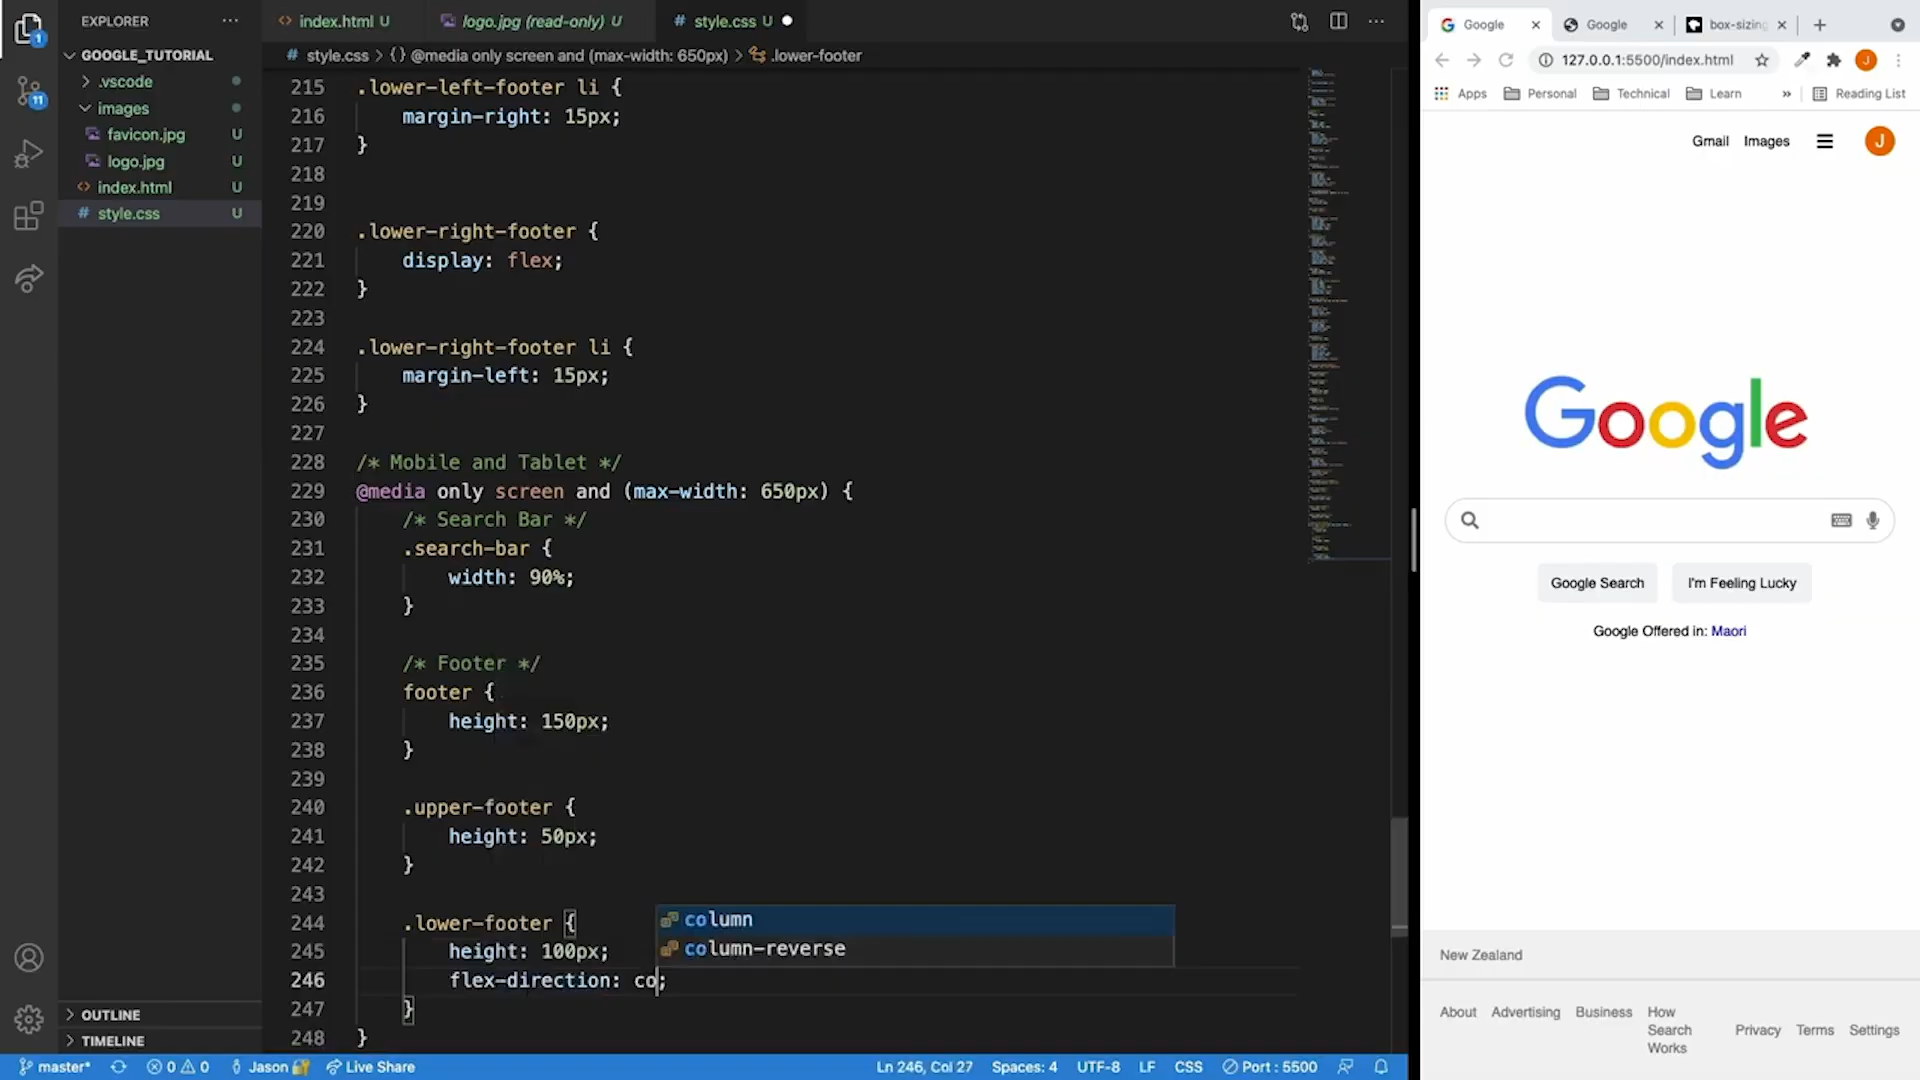 EXPLORER
GOOGLE_TUTORIAL
.vscode
images
favicon.jpg U
logo.jpg U
index.html U
style.css U
OUTLINE
TIMELINE
1
11
index.html U
logo.jpg (read-only) U
# style.css U
# style.css > {} @media only screen and (max-width: 650px) > .lower-footer
215 .lower-left-footer li {
216 margin-right: 15px;
217 }
218
219
220 .lower-right-footer {
221 display: flex;
222 }
223
224 .lower-right-footer li {
225 margin-left: 15px;
226 }
227
228 /* Mobile and Tablet */
229 @media only screen and (max-width: 650px) {
230 /* Search Bar */
231 .search-bar {
232 width: 90%;
233 }
234
235 /* Footer */
236 footer {
237 height: 150px;
238 }
239
240 .upper-footer {
241 height: 50px;
242 }
243
244 .lower-footer {
245 height: 100px;
246 flex-direction: co;
247 }
248 }
column
column-reverse
master* 0 0 Jason Live Share Ln 246, Col 27 Spaces: 4 UTF-8 LF CSS Port : 5500
Google Google box-sizing
127.0.0.1:5500/index.html J
Apps Personal Technical Learn » Reading List
Gmail Images J
Google
Google Search I'm Feeling Lucky
Google Offered in: Maori
New Zealand
About Advertising Business How Search Works Privacy Terms Settings